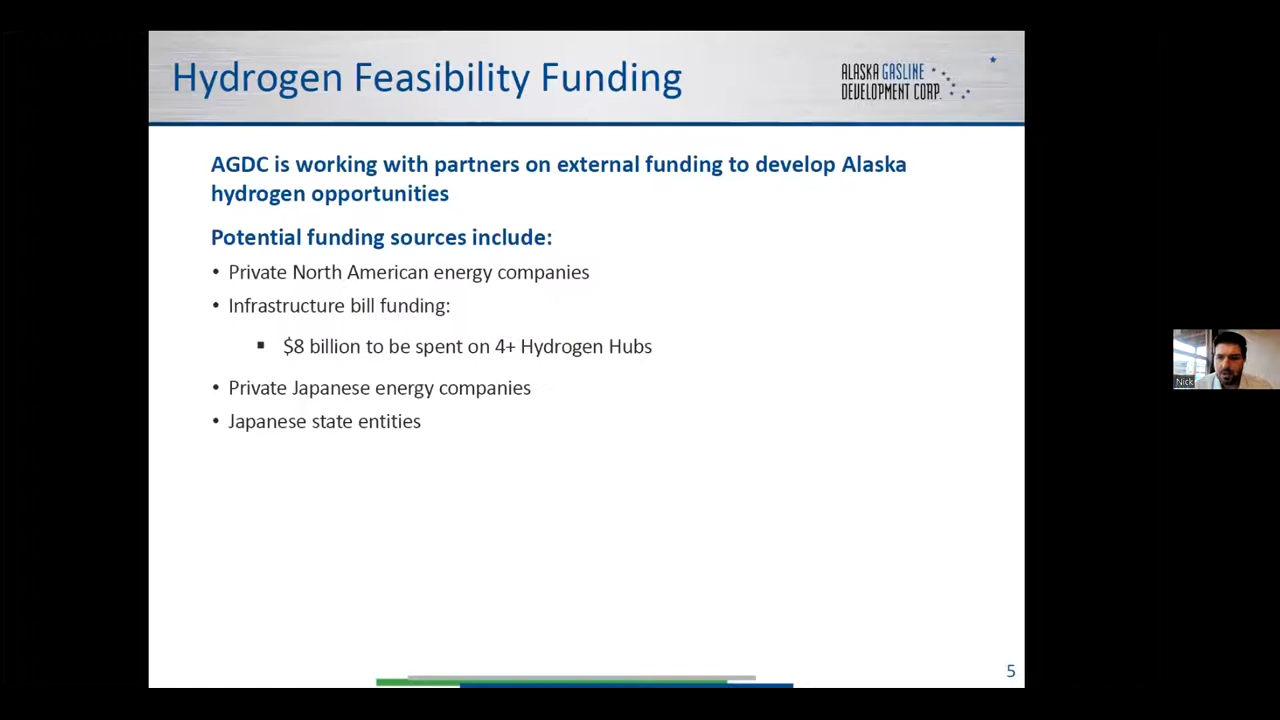 Hydrogen Feasibility Funding
ALASKA GASLINE
DEVELOPMENT CORP.
AGDC is working with partners on external funding to develop Alaska
hydrogen opportunities
Potential funding sources include:
• Private North American energy companies
• Infrastructure bill funding:
▪ $8 billion to be spent on 4+ Hydrogen Hubs
• Private Japanese energy companies
• Japanese state entities
Nick
5